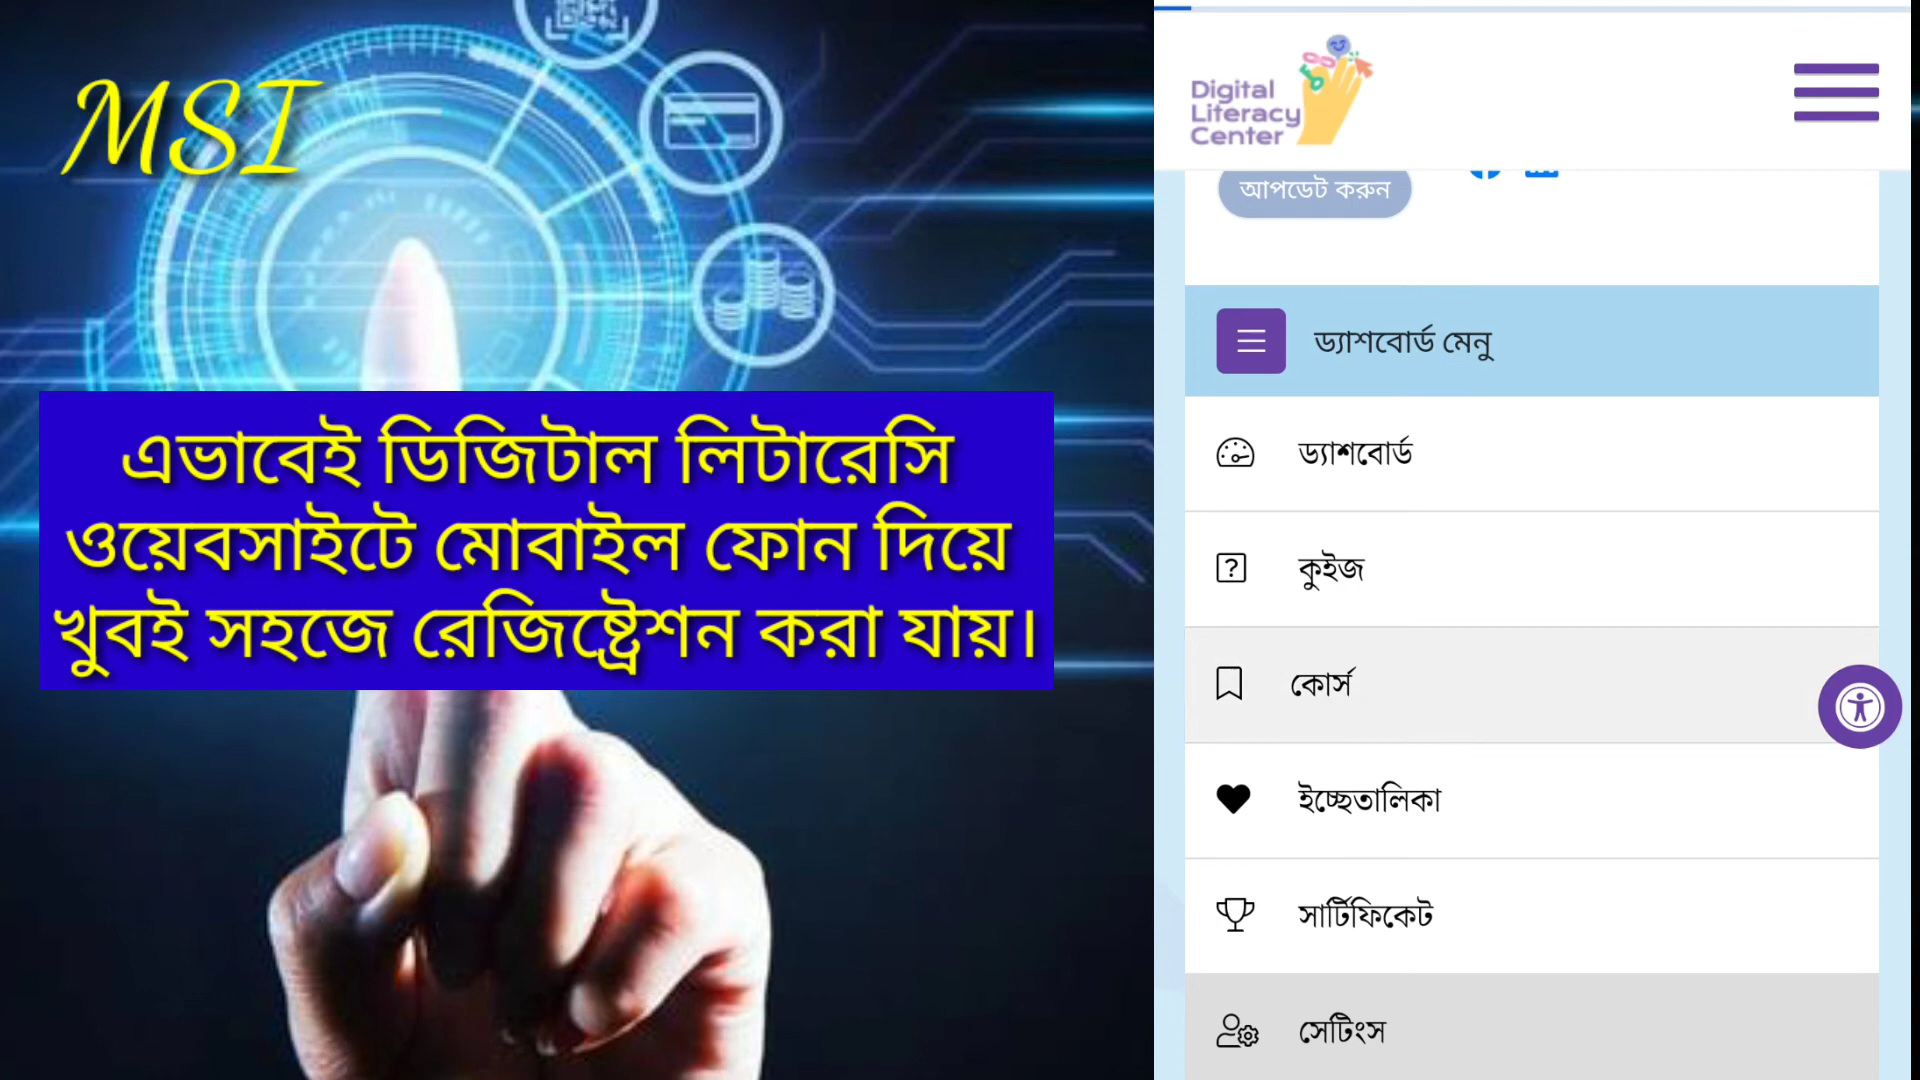 MSI
এভাবেই ডিজিটাল লিটারেসি
ওয়েবসাইটে মোবাইল ফোন দিয়ে
খুবই সহজে রেজিষ্ট্রেশন করা যায়।
Digital
Literacy
Center
আপডেট করুন
ড্যাশবোর্ড মেনু
ড্যাশবোর্ড
কুইজ
কোর্স
ইচ্ছেতালিকা
সার্টিফিকেট
সেটিংস